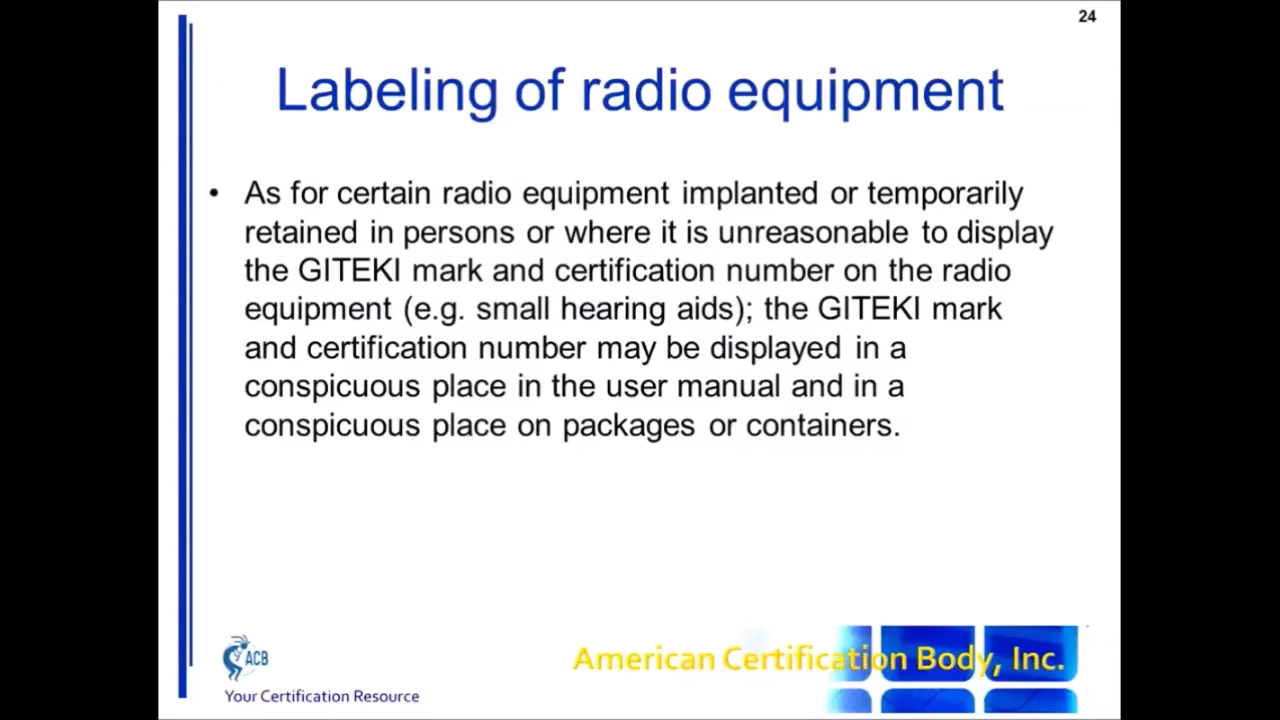 24
Labeling of radio equipment
• As for certain radio equipment implanted or temporarily
retained in persons or where it is unreasonable to display
the GITEKI mark and certification number on the radio
equipment (e.g. small hearing aids); the GITEKI mark
and certification number may be displayed in a
conspicuous place in the user manual and in a
conspicuous place on packages or containers.
ACB
American Certification Body, Inc.
Your Certification Resource